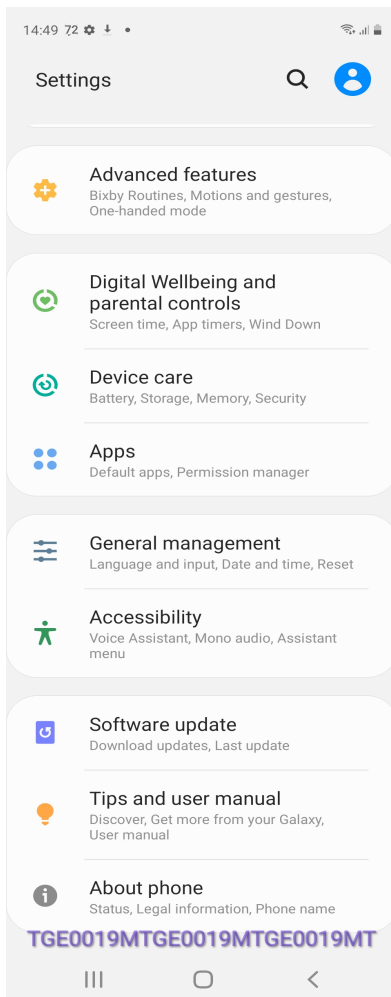 14:49 72
Settings
Advanced features
Bixby Routines, Motions and gestures,
One-handed mode
Digital Wellbeing and
parental controls
Screen time, App timers, Wind Down
Device care
Battery, Storage, Memory, Security
Apps
Default apps, Permission manager
General management
Language and input, Date and time, Reset
Accessibility
Voice Assistant, Mono audio, Assistant
menu
Software update
Download updates, Last update
Tips and user manual
Discover, Get more from your Galaxy,
User manual
About phone
Status, Legal information, Phone name
TGE0019MTGE0019MTGE0019MT